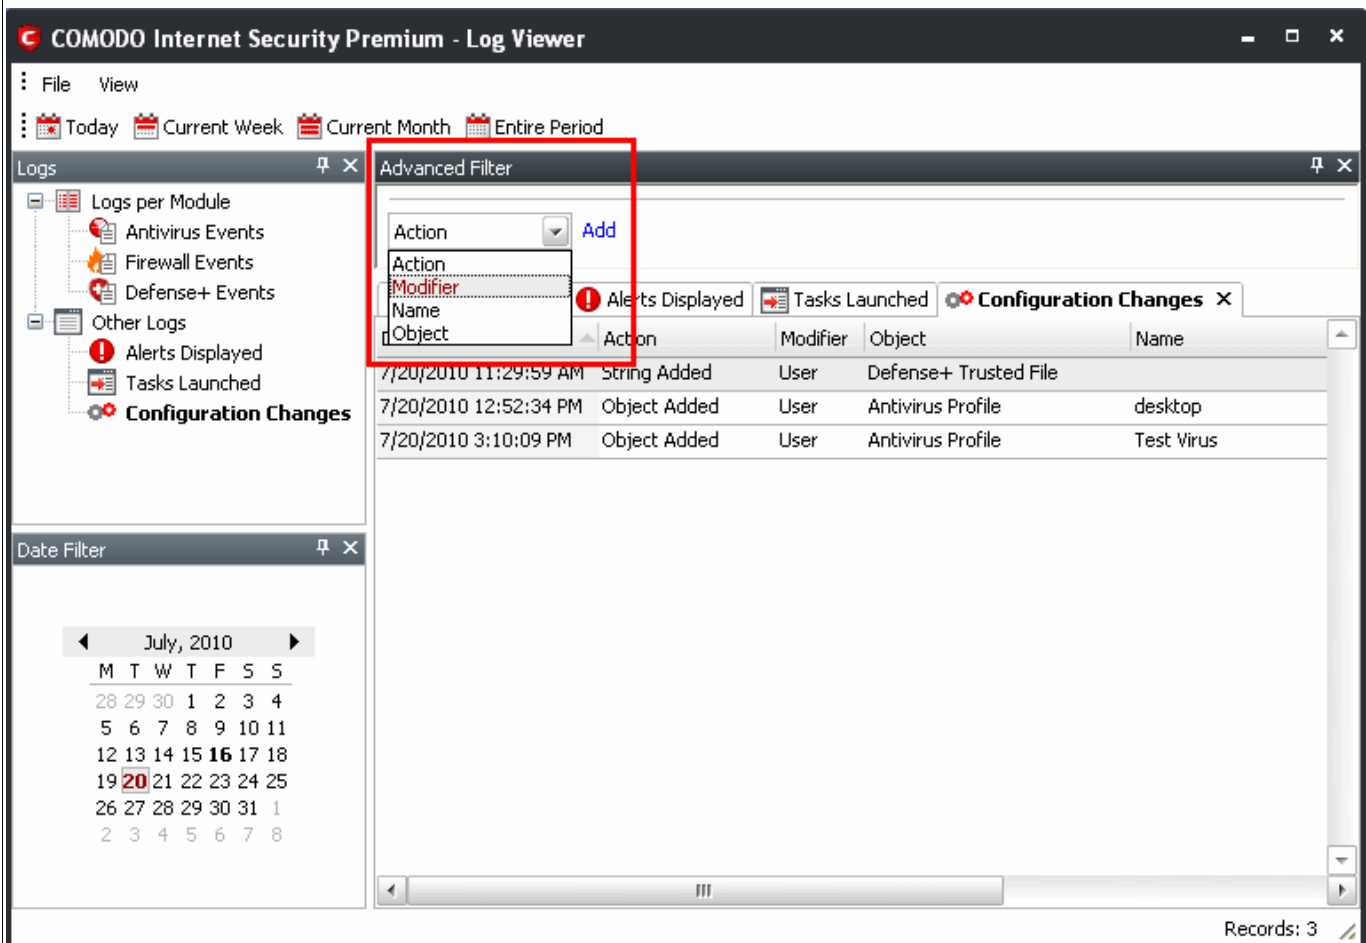 COMODO Internet Security Premium - Log Viewer
File View
Today Current Week Current Month Entire Period
Logs
Logs per Module
Antivirus Events
Firewall Events
Defense+ Events
Other Logs
Alerts Displayed
Tasks Launched
Configuration Changes
Date Filter
July, 2010
M T W T F S S
28 29 30 1 2 3 4
5 6 7 8 9 10 11
12 13 14 15 16 17 18
19 20 21 22 23 24 25
26 27 28 29 30 31 1
2 3 4 5 6 7 8
Advanced Filter
Action Add
Action
Modifier
Name
Object
Alerts Displayed Tasks Launched Configuration Changes
Action Modifier Object Name
7/20/2010 11:29:59 AM String Added User Defense+ Trusted File
7/20/2010 12:52:34 PM Object Added User Antivirus Profile desktop
7/20/2010 3:10:09 PM Object Added User Antivirus Profile Test Virus
Records: 3